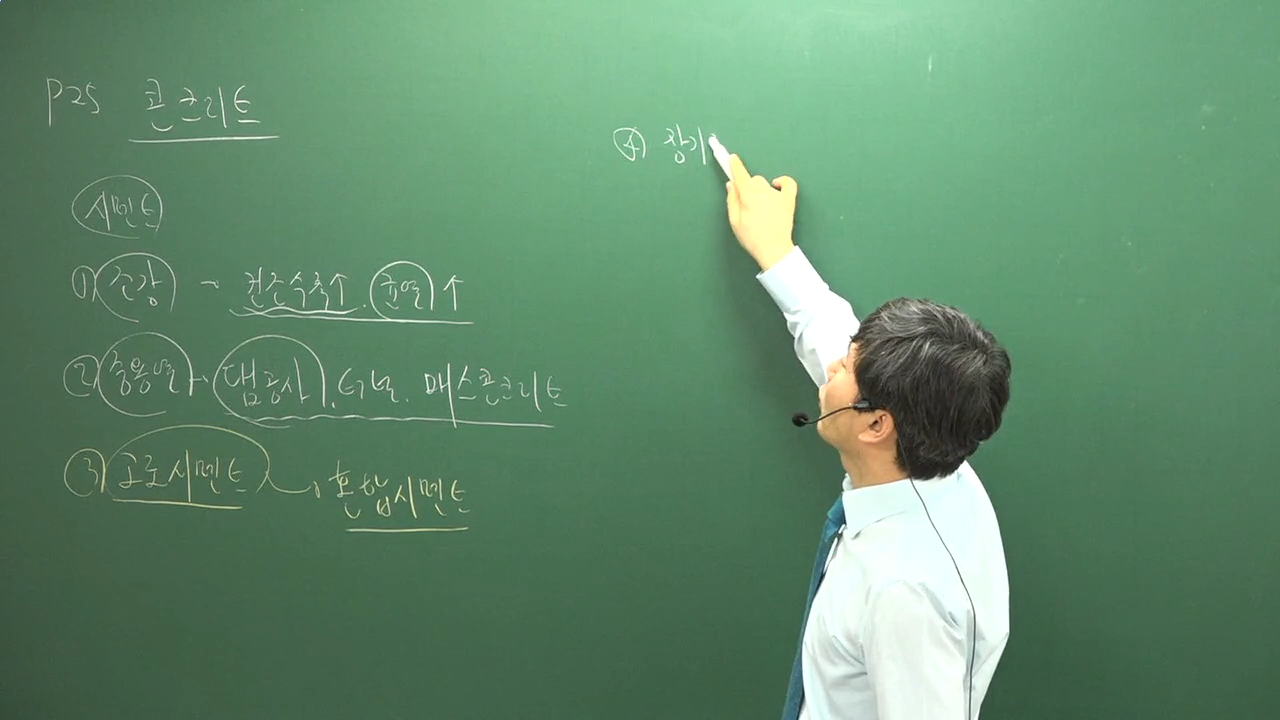 P25 콘크리트
시멘트
① 조강 → 건조수축↑. 균열↑
② 중용열 → 댐공사. 터널. 매스콘크리트
③ 고로시멘트 → 혼합시멘트
④ 장기